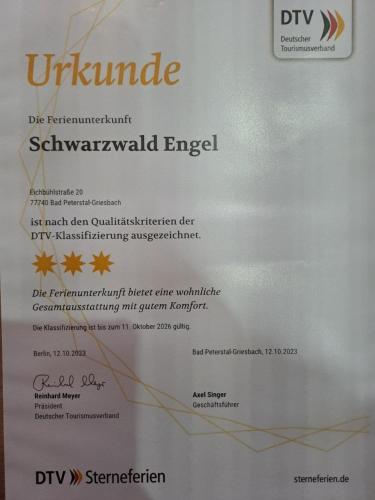 DTV
Deutscher
Tourismusverband
Urkunde
Die Ferienunterkunft
Schwarzwald Engel
Eichbühlstraße 20
77740 Bad Peterstal-Griesbach
ist nach den Qualitätskriterien der
DTV-Klassifizierung ausgezeichnet.
Die Ferienunterkunft bietet eine wohnliche
Gesamtausstattung mit gutem Komfort.
Die Klassifizierung ist bis zum 11. Oktober 2026 gültig.
Berlin, 12.10.2023
Bad Peterstal-Griesbach, 12.10.2023
Reinhard Meyer
Reinhard Meyer
Präsident
Deutscher Tourismusverband
Axel Singer
Geschäftsführer
DTV Sterneferien
sterneferien.de